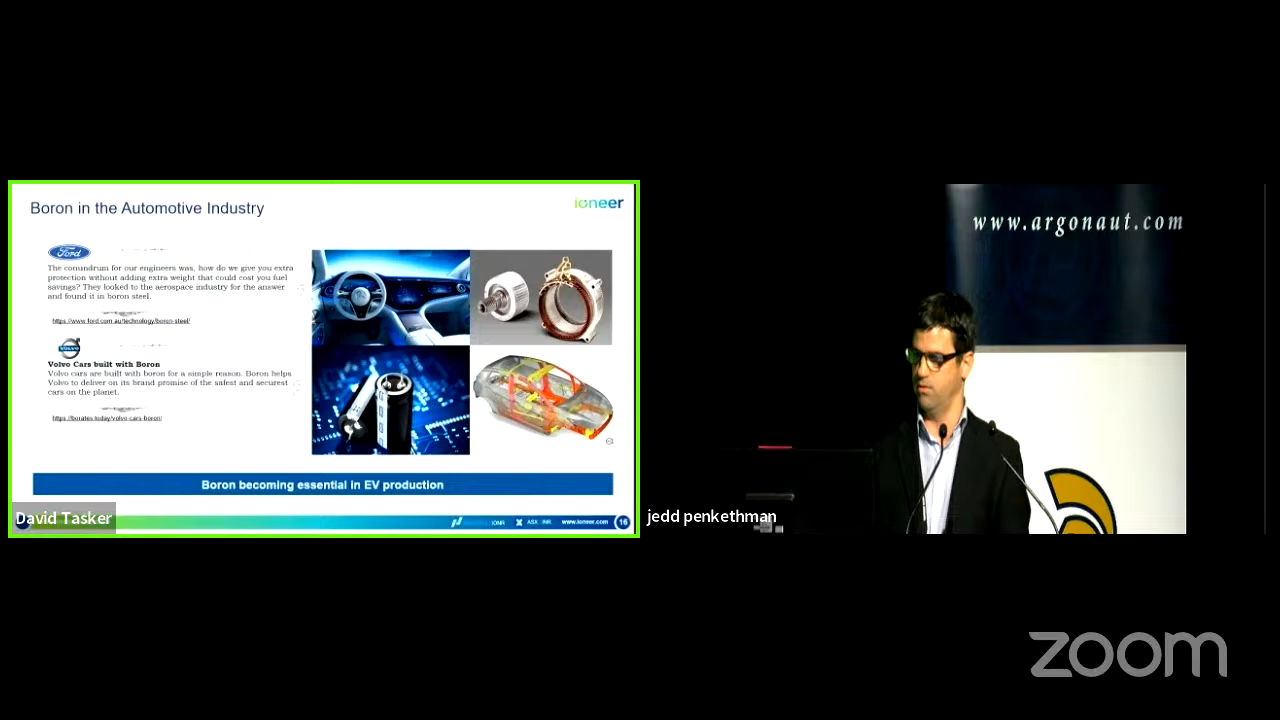 Boron in the Automotive Industry
ioneer
Ford
The conundrum for our engineers was, how do we give you extra
protection without adding extra weight that could cost you fuel
savings? They looked to the aerospace industry for the answer
and found it in boron steel.
https://www.ford.com.au/technology/boron-steel/
VOLVO
Volvo Cars built with Boron
Volvo cars are built with boron for a simple reason. Boron helps
Volvo to deliver on its brand promise of the safest and securest
cars on the planet.
https://borates.today/volvo-cars-boron/
Boron becoming essential in EV production
David Tasker
IONR
ASX INR
www.ioneer.com
16
www.argonaut.com
jedd penkethman
zoom